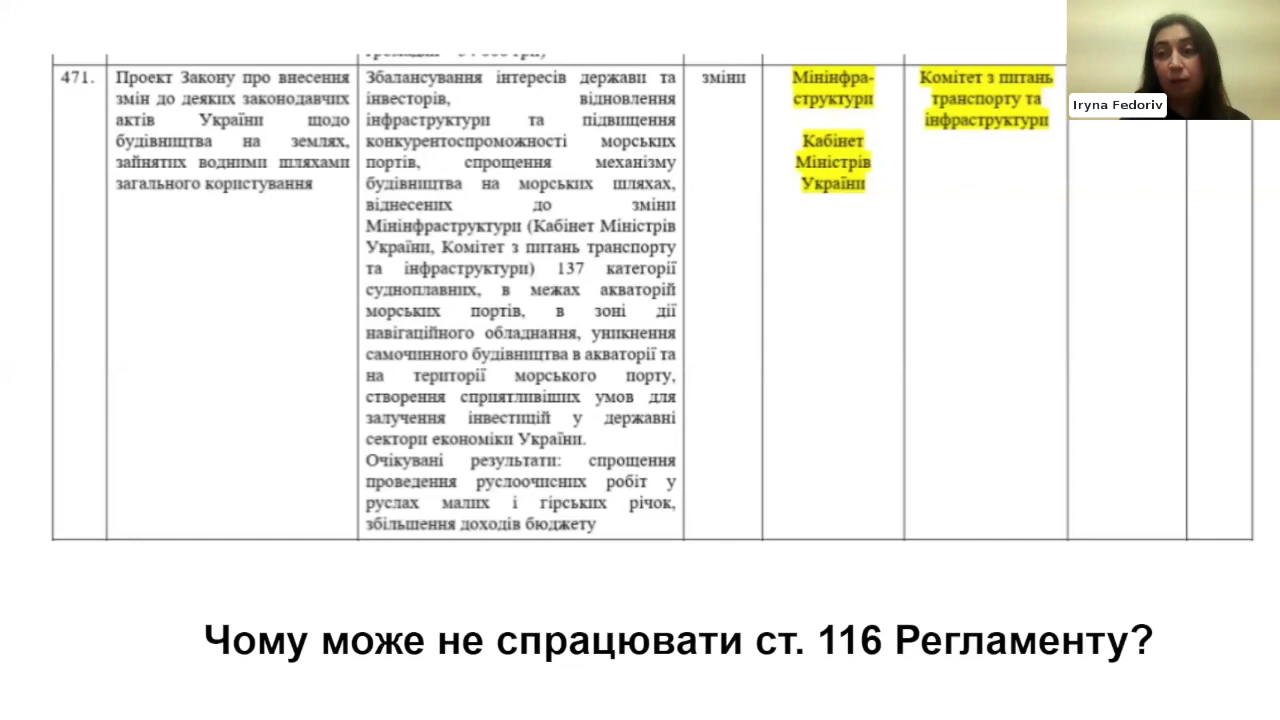 471.
Проект Закону про внесення
змін до деяких законодавчих
актів України щодо
будівництва на землях,
зайнятих водними шляхами
загального користування
Збалансування інтересів держави та
інвесторів, відновлення
інфраструктури та підвищення
конкурентоспроможності морських
портів, спрощення механізму
будівництва на морських шляхах,
віднесених до зміни
Мінінфраструктури (Кабінет Міністрів
України, Комітет з питань транспорту
та інфраструктури) 137 категорії
судноплавних, в межах акваторій
морських портів, в зоні дії
навігаційного обладнання, уникнення
самочинного будівництва в акваторії та
на території морського порту,
створення сприятливіших умов для
залучення інвестицій у державні
сектори економіки України.
Очікувані результати: спрощення
проведення руслоочисних робіт у
руслах малих і гірських річок,
збільшення доходів бюджету
зміни
Мінінфра-
структури
Кабінет
Міністрів
України
Комітет з питань
транспорту та
інфраструктури
Iryna Fedoriv
Чому може не спрацювати ст. 116 Регламенту?